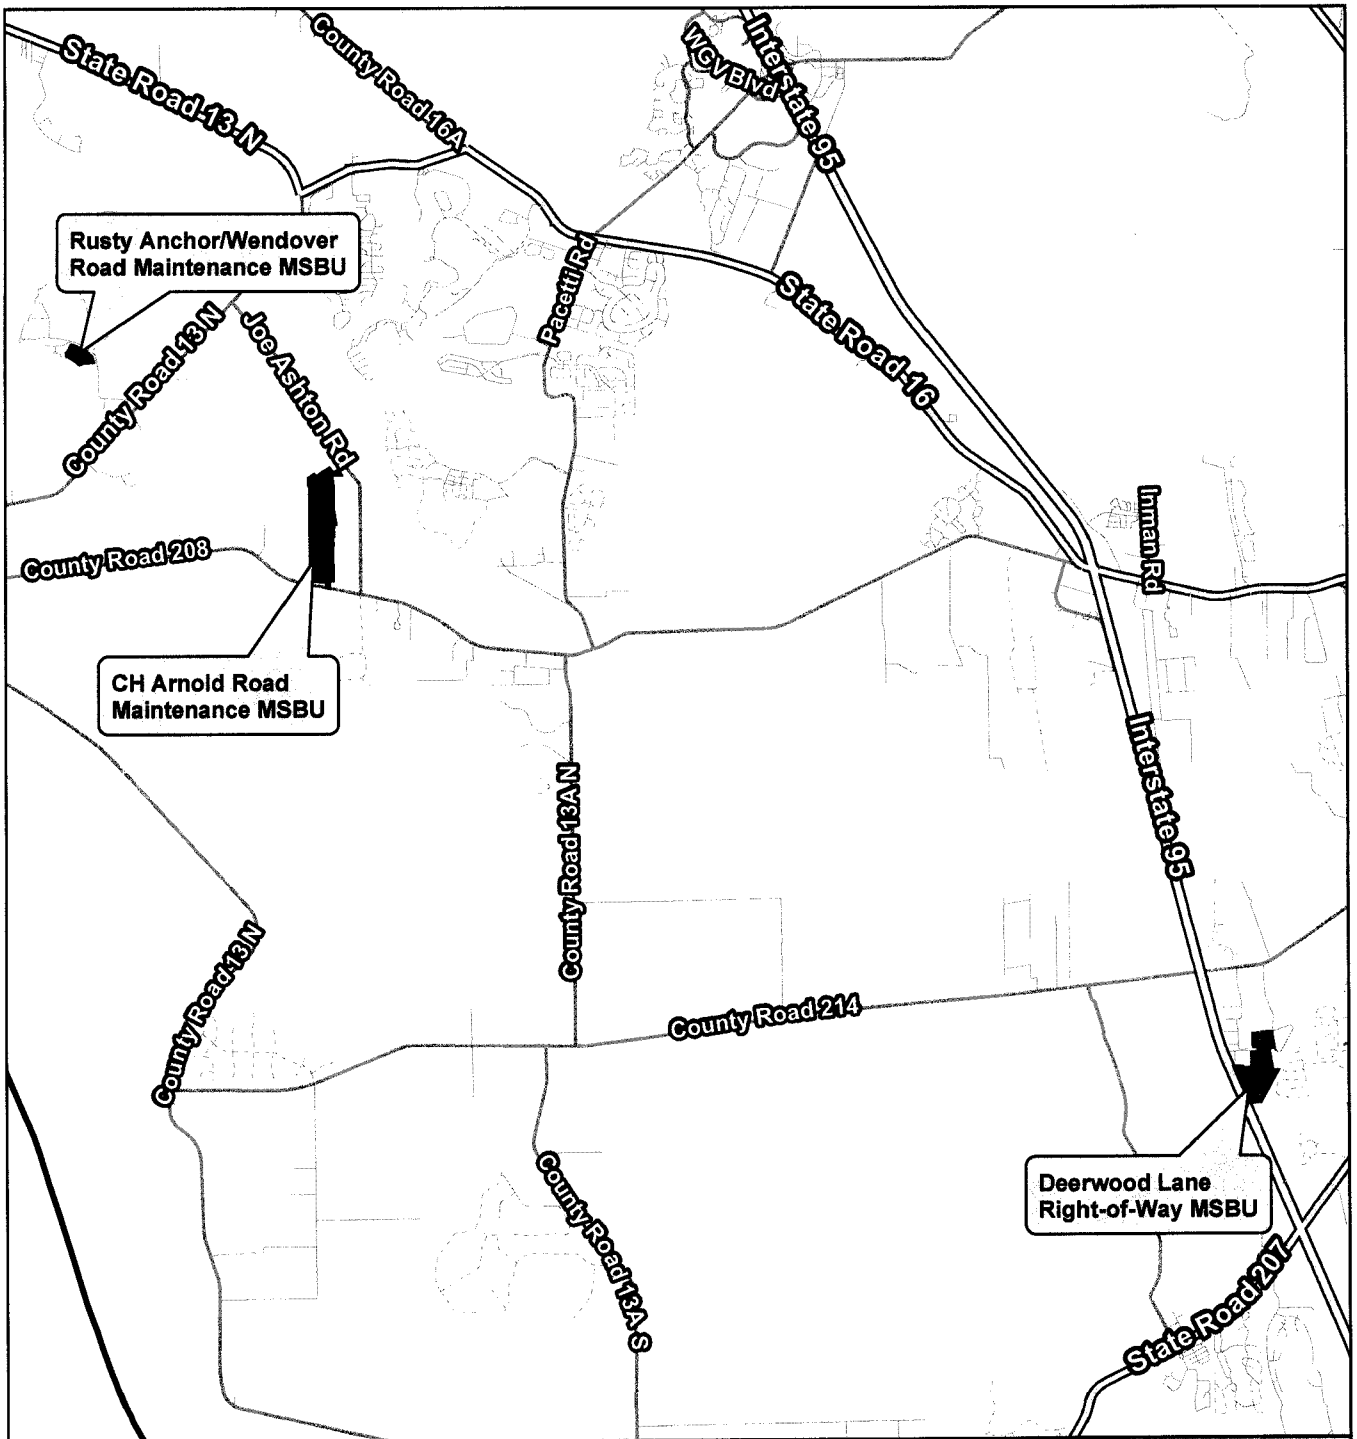 State Road 13 N
County Road 16A
WGV Blvd
Interstate 95
Rusty Anchor/Wendover
Road Maintenance MSBU
County Road 13 N
Joe Ashton Rd
Pacetti Rd
State Road 16
Inman Rd
County Road 208
CH Arnold Road
Maintenance MSBU
Interstate 95
County Road 13A N
County Road 13 N
County Road 214
Deerwood Lane
Right-of-Way MSBU
County Road 13A S
State Road 207